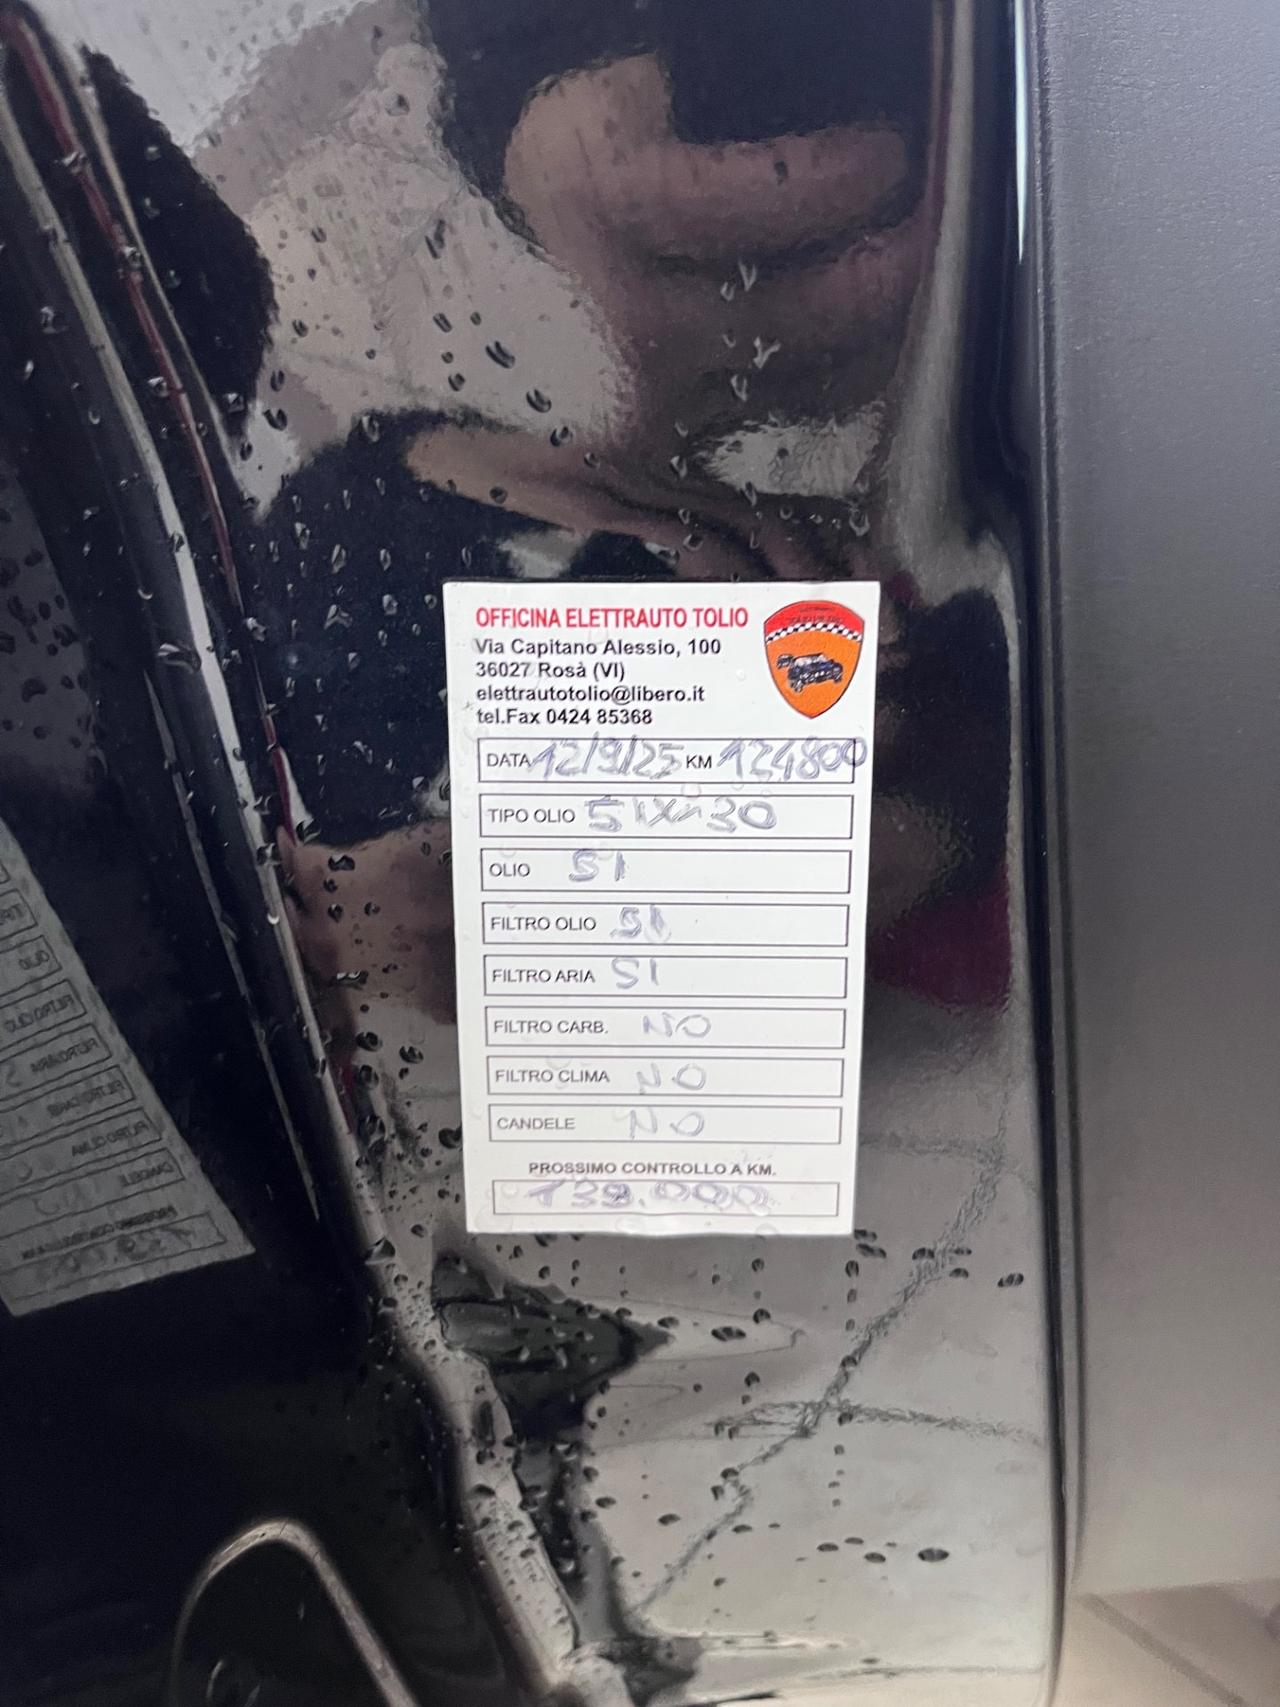 OFFICINA ELETTRAUTO TOLIO
Via Capitano Alessio, 100
36027 Rosà (VI)
elettrautotolio@libero.it
tel.Fax 0424 85368
DATA 12/9/25 KM 124800
TIPO OLIO 5 30
OLIO SI
FILTRO OLIO SI
FILTRO ARIA SI
FILTRO CARB. NO
FILTRO CLIMA NO
CANDELE NO
PROSSIMO CONTROLLO A KM.
139.000